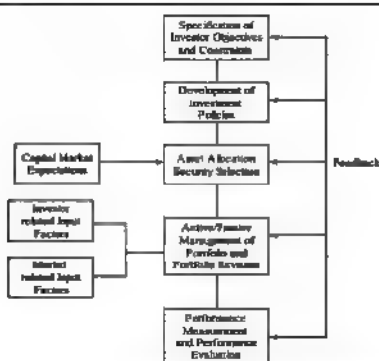 Specification of
Investor Objectives
and Constraints
Development of
Investment
Policies
Capital Market
Expectations
Asset Allocation
Security Selection
Feedback
Investor
related Input
Factors
Market
related Input
Factors
Active/Passive
Management of
Portfolio and
Portfolio Revision
Performance
Measurement
and Performance
Evaluation